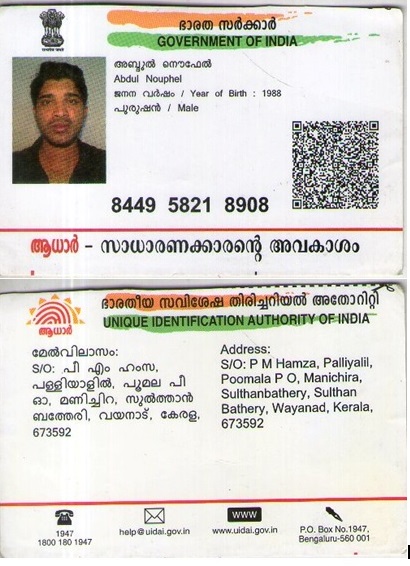 ഭാരത സർക്കാർ
GOVERNMENT OF INDIA
അബ്ദുൽ നൌഫേൽ
Abdul Nouphel
ജനന വർഷം / Year of Birth : 1988
പുരുഷൻ / Male
8449 5821 8908
ആധാർ - സാധാരണക്കാരന്റെ അവകാശം
ഭാരതീയ സവിശേഷ തിരിച്ചറിയൽ അതോറിറ്റി
UNIQUE IDENTIFICATION AUTHORITY OF INDIA
ആധാർ
മേൽവിലാസം:
S/O: പി എം ഹംസ,
പള്ളിയാളിൽ, പൂമല പി
ഓ, മണിച്ചിറ, സുൽത്താൻ
ബത്തേരി, വയനാട്, കേരള,
673592
Address:
S/O: P M Hamza, Palliyalil,
Poomala P O, Manichira,
Sulthanbathery, Sulthan
Bathery, Wayanad, Kerala,
673592
1947
1800 180 1947
help@uidai.gov.in
WWW
www.uidai.gov.in
P.O. Box No.1947,
Bengaluru-560 001